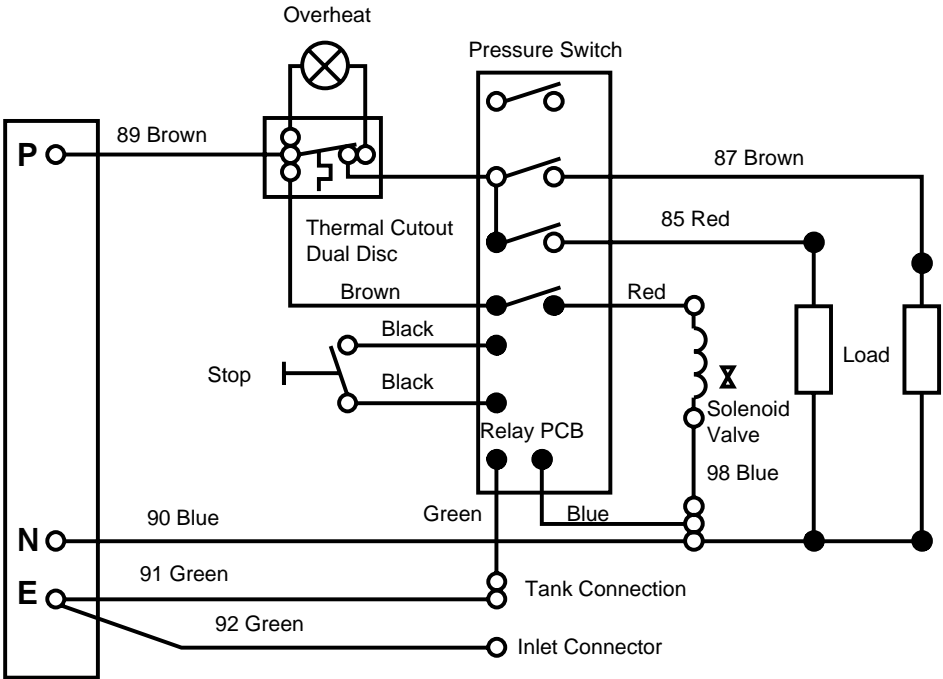 Overheat
Pressure Switch
P
89 Brown
87 Brown
Thermal Cutout
Dual Disc
85 Red
Brown
Red
Black
Stop
Black
Load
Solenoid
Valve
Relay PCB
98 Blue
Green
Blue
N
90 Blue
E
91 Green
Tank Connection
92 Green
Inlet Connector